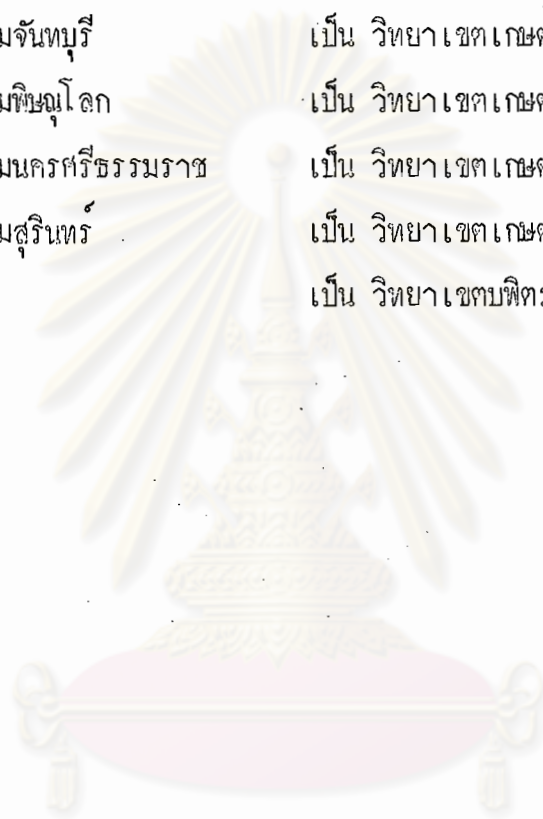 มจันทบุรี เป็น วิทยาเขตเกษต
มพิษณุโลก เป็น วิทยาเขตเกษต
มนครศรีธรรมราช เป็น วิทยาเขตเกษต
มสุรินทร์ เป็น วิทยาเขตเกษต
เป็น วิทยาเขตบพิตร